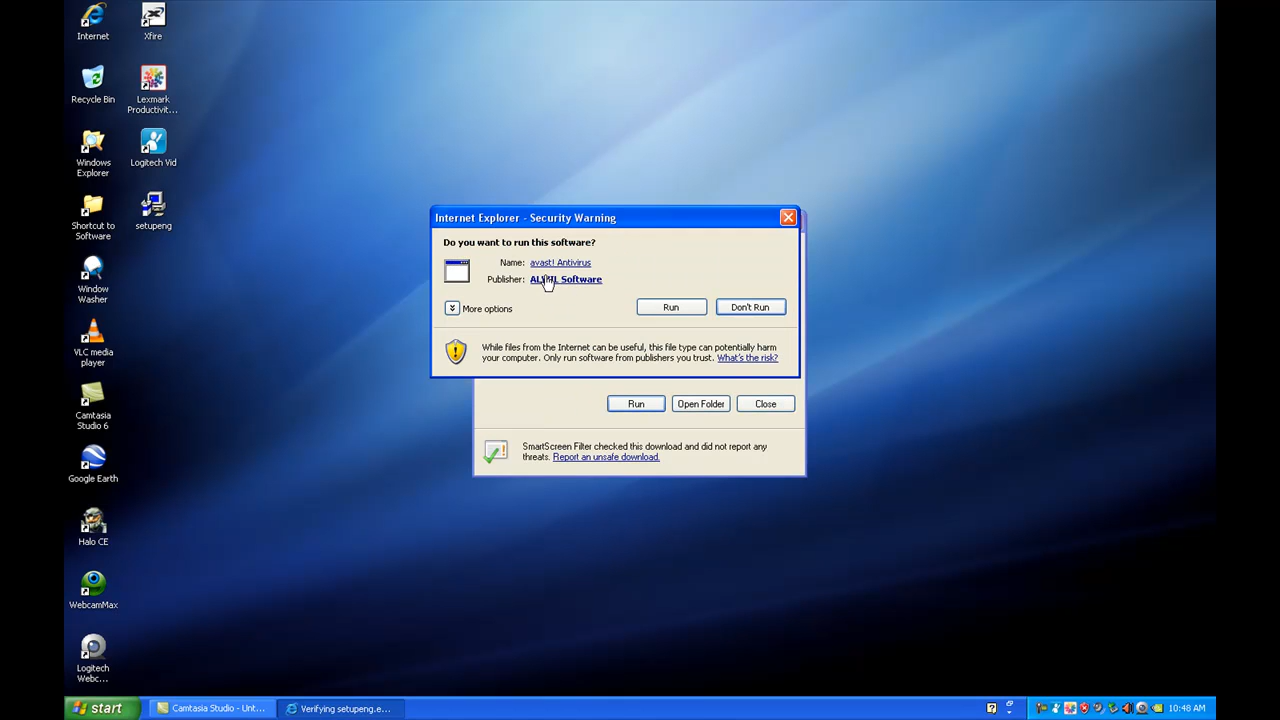 Internet
Xfire
Recycle Bin
Lexmark
Productivit...
Windows
Explorer
Logitech Vid
Shortcut to
Software
setupeng
Window
Washer
VLC media
player
Camtasia
Studio 6
Google Earth
Halo CE
WebcamMax
Logitech
Webc...
Internet Explorer - Security Warning
Do you want to run this software?
Name: avast! Antivirus
Publisher: Software
More options
Run
Don't Run
While files from the Internet can be useful, this file type can potentially harm
your computer. Only run software from publishers you trust. What's the risk?
Run
Open Folder
Close
SmartScreen Filter checked this download and did not report any
threats. Report an unsafe download.
start
Camtasia Studio - Unt...
Verifying setupeng.e...
10:48 AM